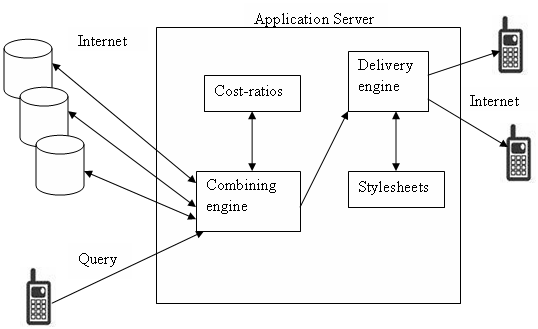 Application Server
Internet
Delivery
engine
Cost-ratios
Internet
Combining
engine
Stylesheets
Query